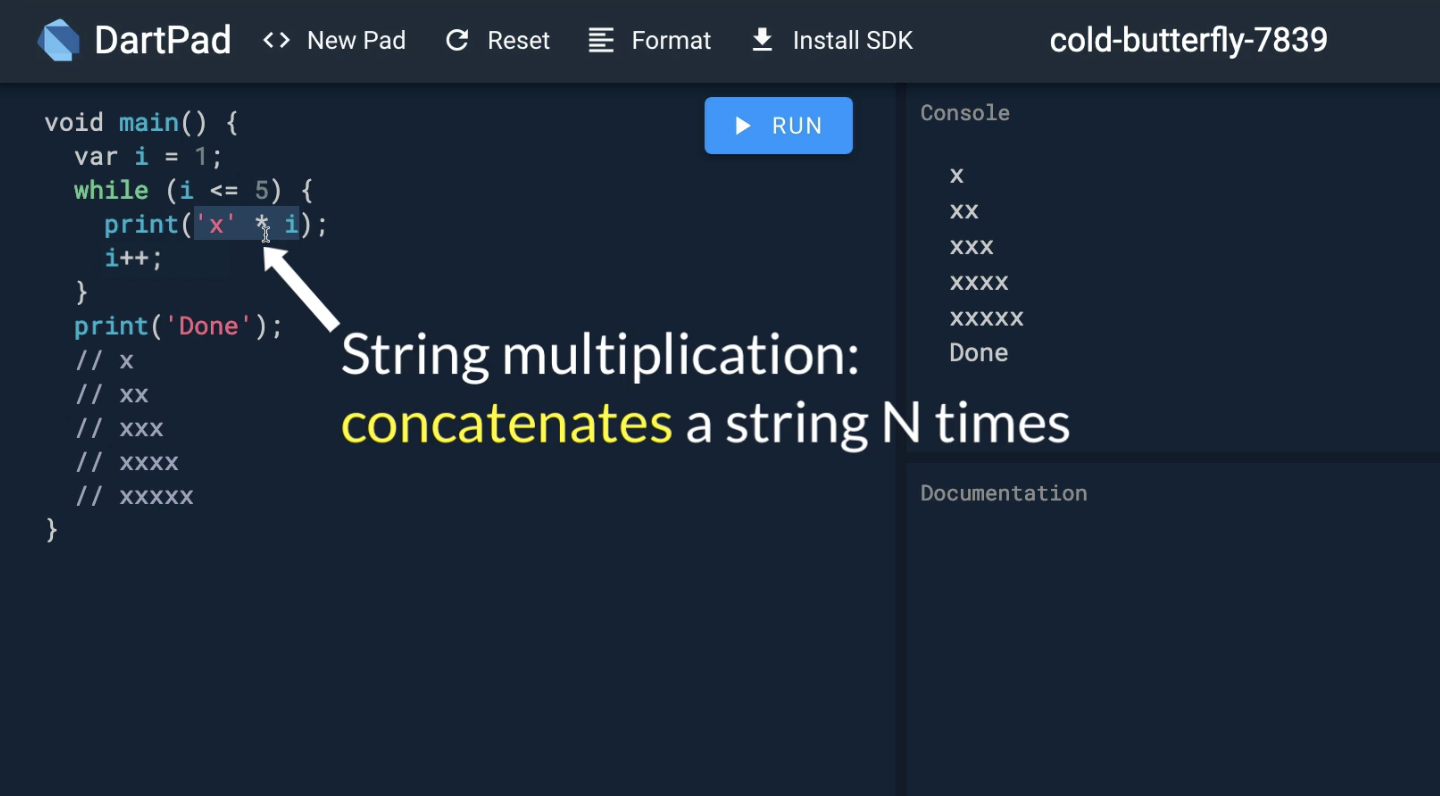 DartPad <> New Pad Reset Format Install SDK cold-butterfly-7839
void main() {
  var i = 1;
  while (i <= 5) {
    print('x' * i);
    i++;
  }
  print('Done');
  // x
  // xx
  // xxx
  // xxxx
  // xxxxx
}
RUN
String multiplication:
concatenates a string N times
Console
x
xx
xxx
xxxx
xxxxx
Done
Documentation